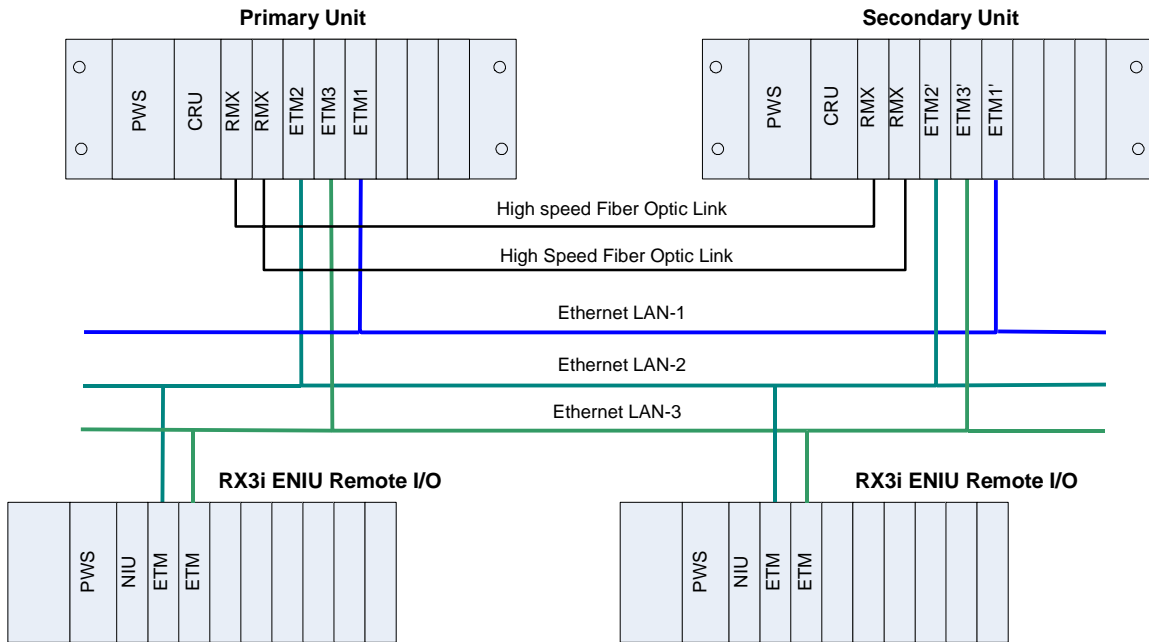 Primary Unit
Secondary Unit
PWS
CRU
RMX
RMX
ETM2
ETM3
ETM1
PWS
CRU
RMX
RMX
ETM2'
ETM3'
ETM1'
High speed Fiber Optic Link
High Speed Fiber Optic Link
Ethernet LAN-1
Ethernet LAN-2
Ethernet LAN-3
RX3i ENIU Remote I/O
RX3i ENIU Remote I/O
PWS
NIU
ETM
ETM
PWS
NIU
ETM
ETM